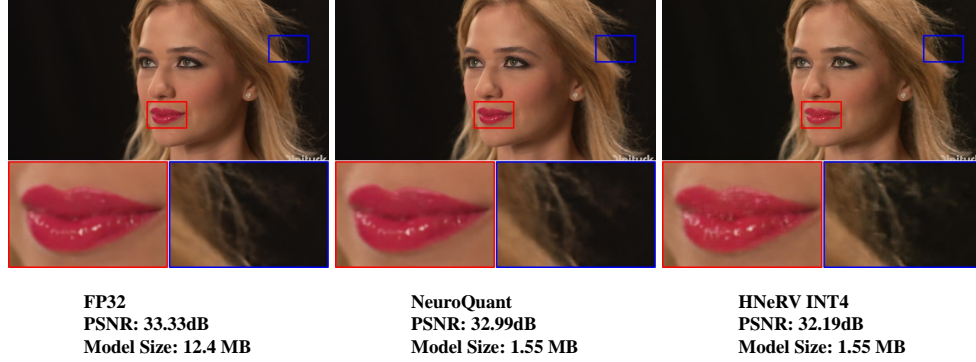 FP32
PSNR: 33.33dB
Model Size: 12.4 MB
NeuroQuant
PSNR: 32.99dB
Model Size: 1.55 MB
HNeRV INT4
PSNR: 32.19dB
Model Size: 1.55 MB